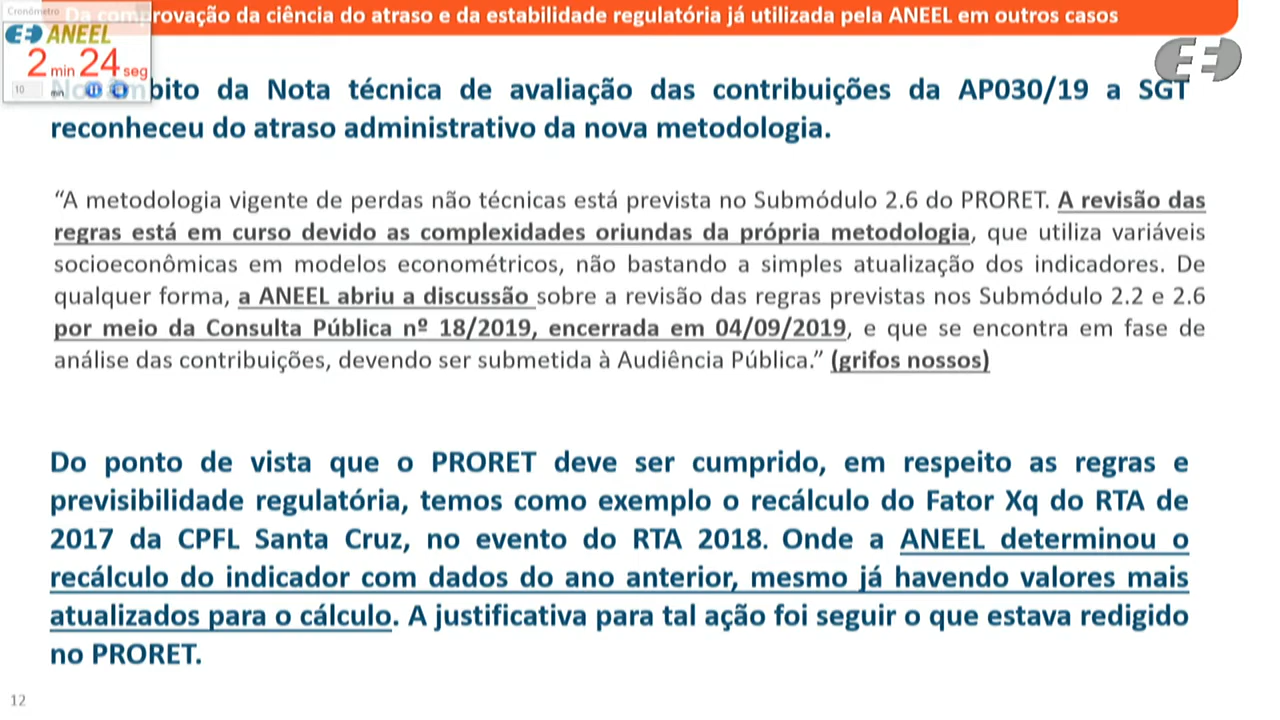 Da comprovação da ciência do atraso e da estabilidade regulatória já utilizada pela ANEEL em outros casos
Cronômetro
ANEEL
2 min 24 seg
10 min
No âmbito da Nota técnica de avaliação das contribuições da AP030/19 a SGT
reconheceu do atraso administrativo da nova metodologia.
“A metodologia vigente de perdas não técnicas está prevista no Submódulo 2.6 do PRORET. A revisão das
regras está em curso devido as complexidades oriundas da própria metodologia, que utiliza variáveis
socioeconômicas em modelos econométricos, não bastando a simples atualização dos indicadores. De
qualquer forma, a ANEEL abriu a discussão sobre a revisão das regras previstas nos Submódulo 2.2 e 2.6
por meio da Consulta Pública nº 18/2019, encerrada em 04/09/2019, e que se encontra em fase de
análise das contribuições, devendo ser submetida à Audiência Pública.” (grifos nossos)
Do ponto de vista que o PRORET deve ser cumprido, em respeito as regras e
previsibilidade regulatória, temos como exemplo o recálculo do Fator Xq do RTA de
2017 da CPFL Santa Cruz, no evento do RTA 2018. Onde a ANEEL determinou o
recálculo do indicador com dados do ano anterior, mesmo já havendo valores mais
atualizados para o cálculo. A justificativa para tal ação foi seguir o que estava redigido
no PRORET.
12